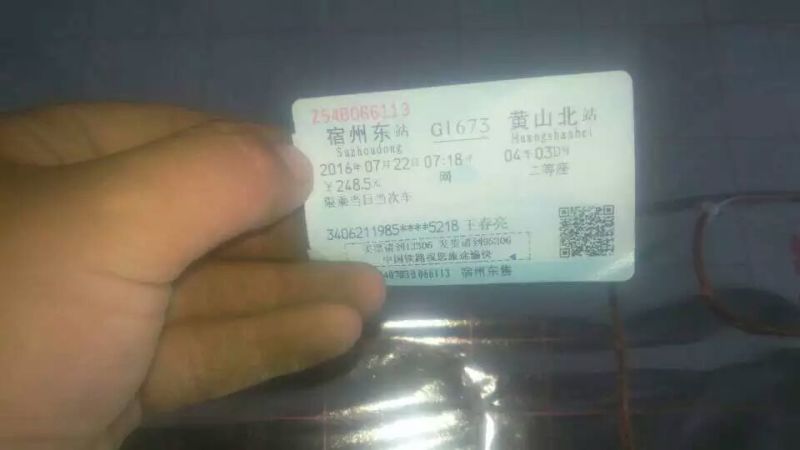 Z54B066113
宿州东站 G1673 黄山北站
Suzhoudong Huangshanbei
2016年07月22日07:18开 04车03D号
¥248.5元 网 二等座
限乘当日当次车
3406211985****5218 王春亮
买票请到12306 发货请到95306
中国铁路祝您旅途愉快
066113 宿州东售